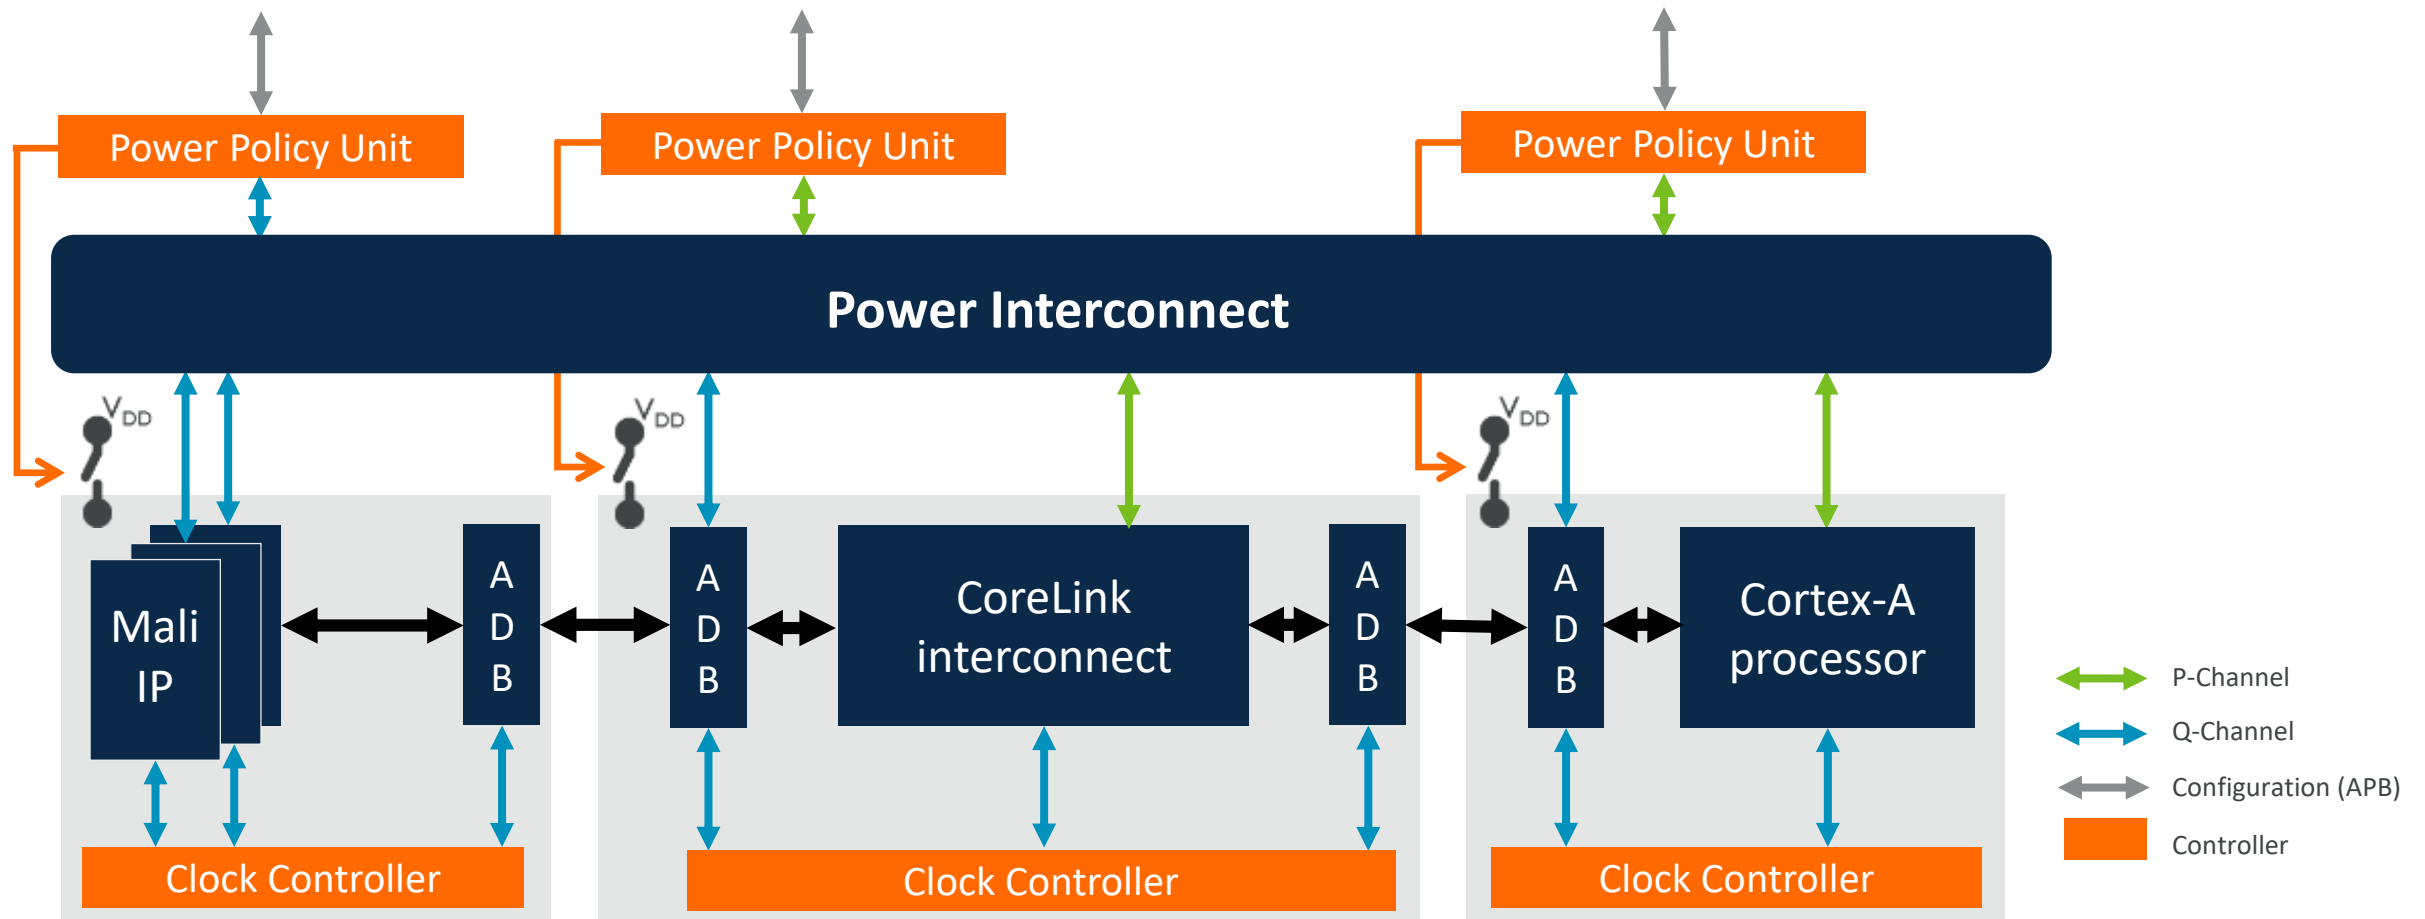 Power Policy Unit
Power Policy Unit
Power Policy Unit
Power Interconnect
VDD
VDD
VDD
Mali
IP
A
D
B
A
D
B
CoreLink
interconnect
A
D
B
A
D
B
Cortex-A
processor
Clock Controller
Clock Controller
Clock Controller
P-Channel
Q-Channel
Configuration (APB)
Controller